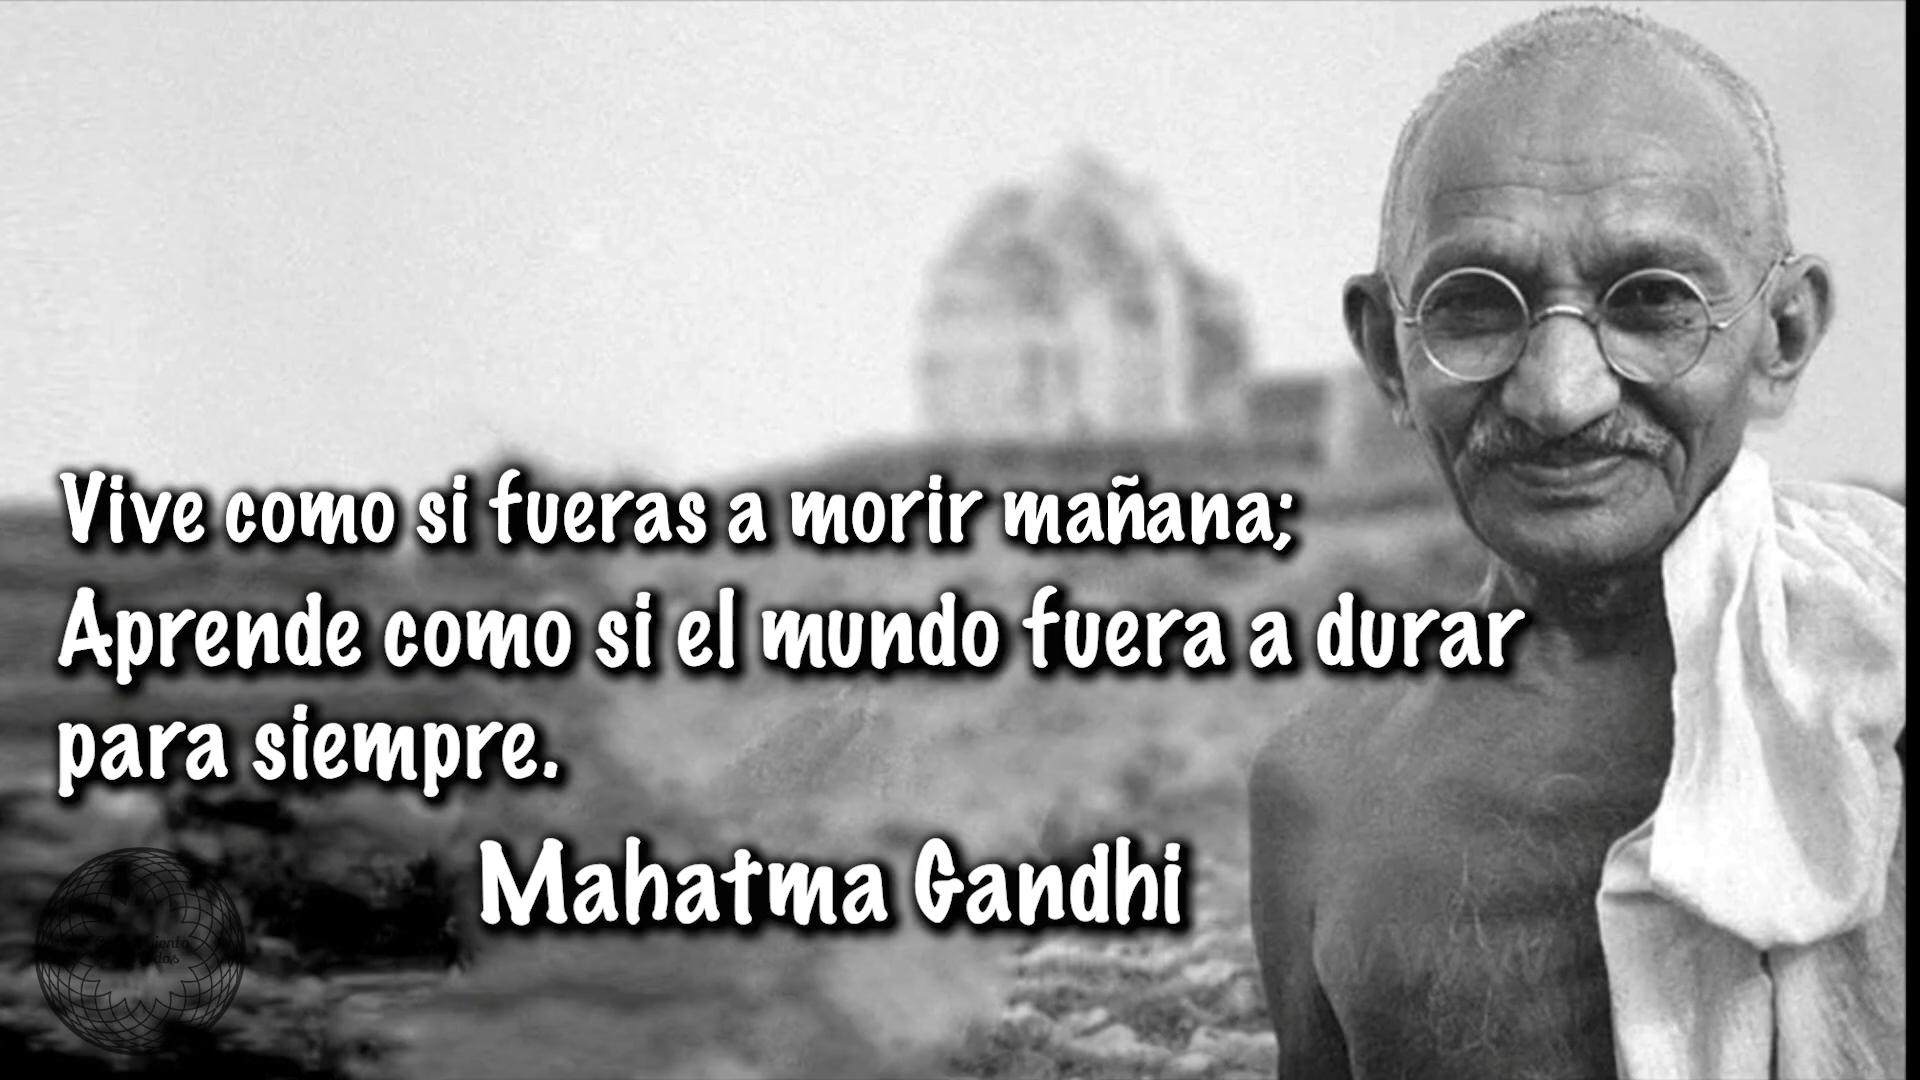 Vive como si fueras a morir mañana;
Aprende como si el mundo fuera a durar
para siempre.
Mahatma Gandhi